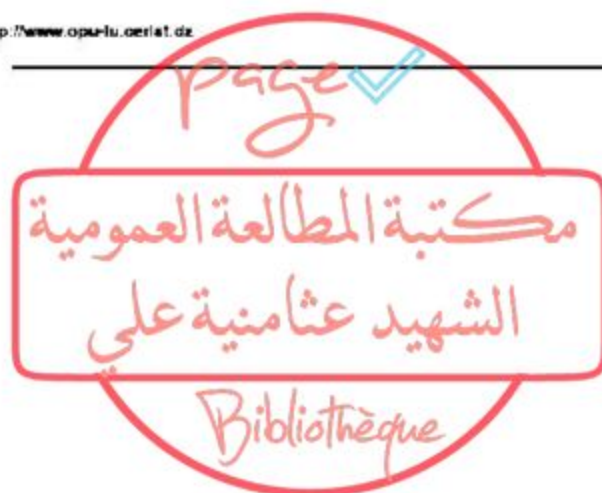 p://www.opu-lu.cerist.dz
page
مكتبة المطالعة العمومية
الشهيد عثامنية علي
Bibliothèque